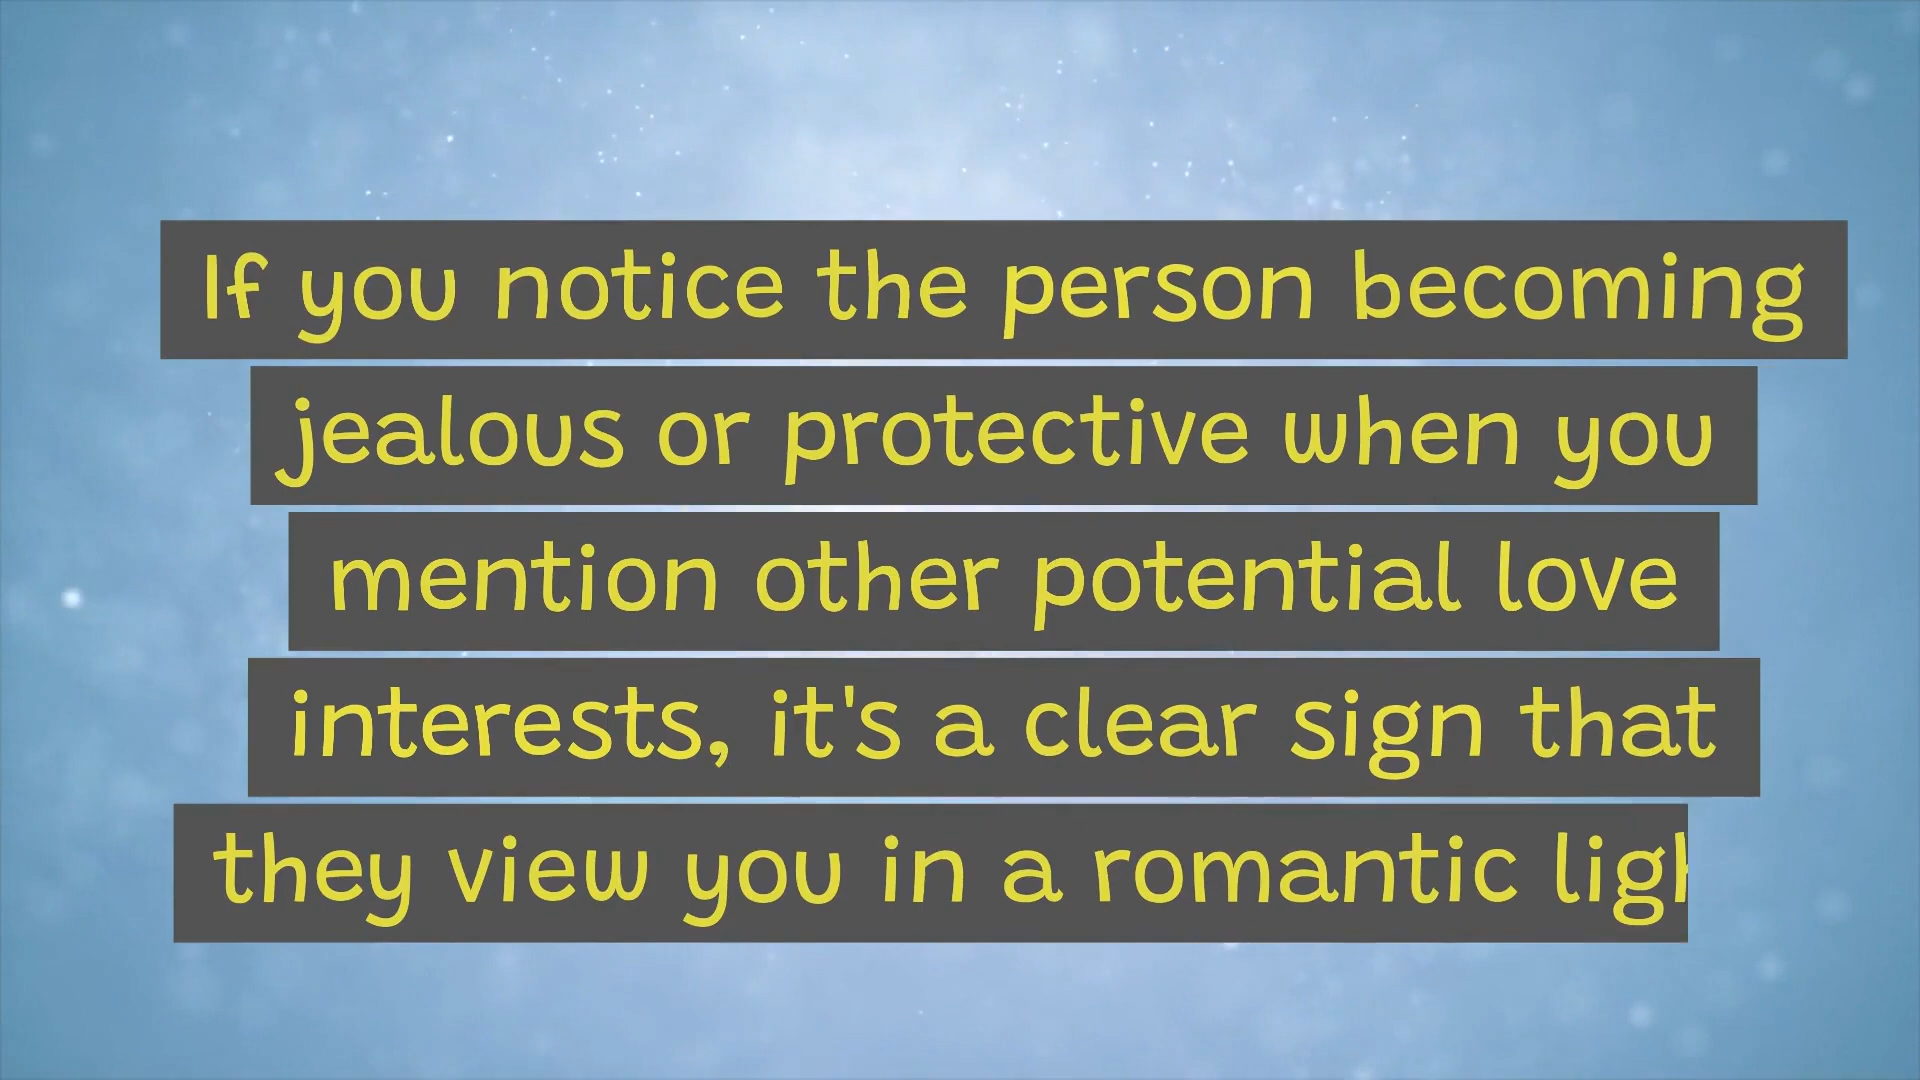 If you notice the person becoming
jealous or protective when you
mention other potential love
interests, it's a clear sign that
they view you in a romantic ligh